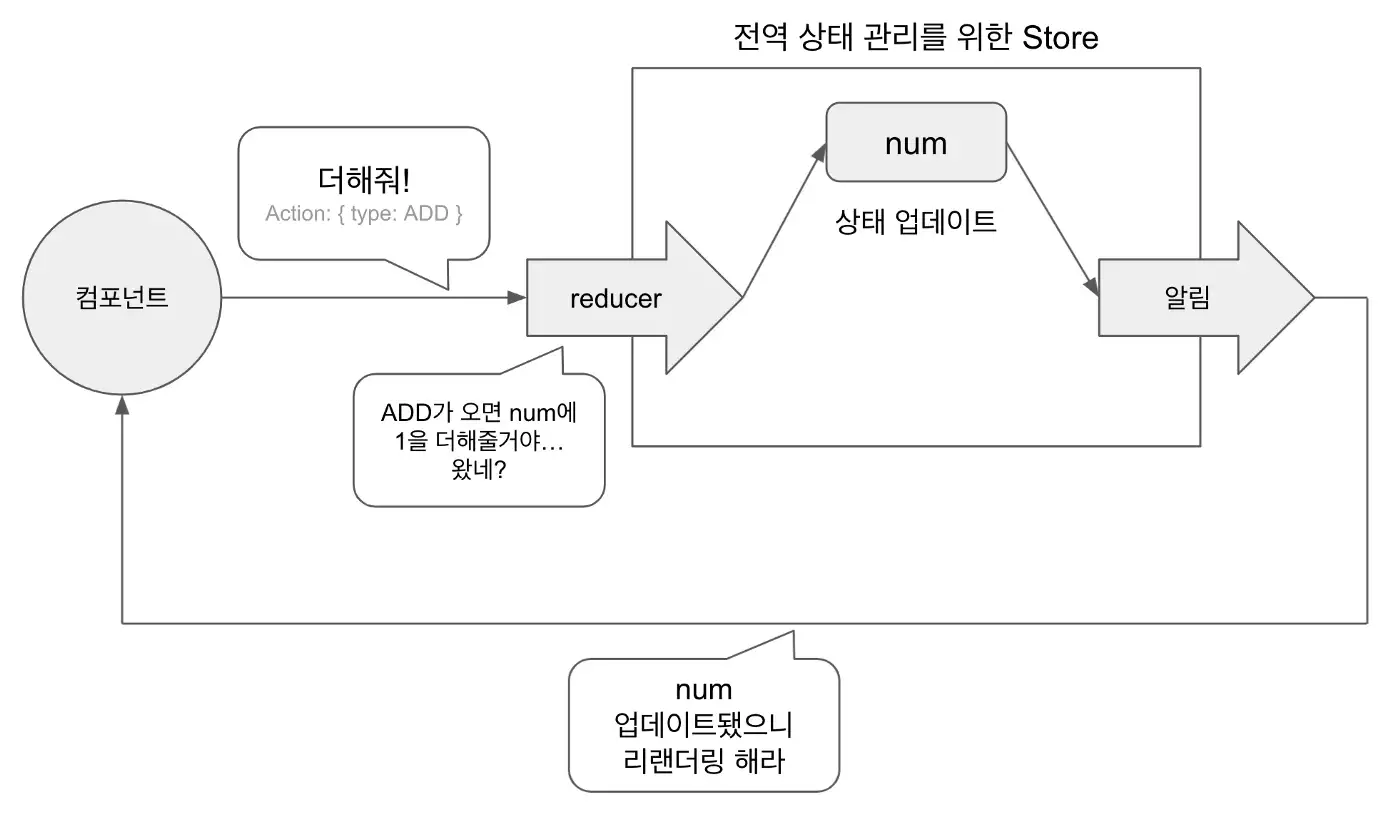 전역 상태 관리를 위한 Store
더해줘!
Action: { type: ADD }
num
상태 업데이트
컴포넌트
reducer
알림
ADD가 오면 num에
1을 더해줄거야...
왔네?
num
업데이트됐으니
리랜더링 해라